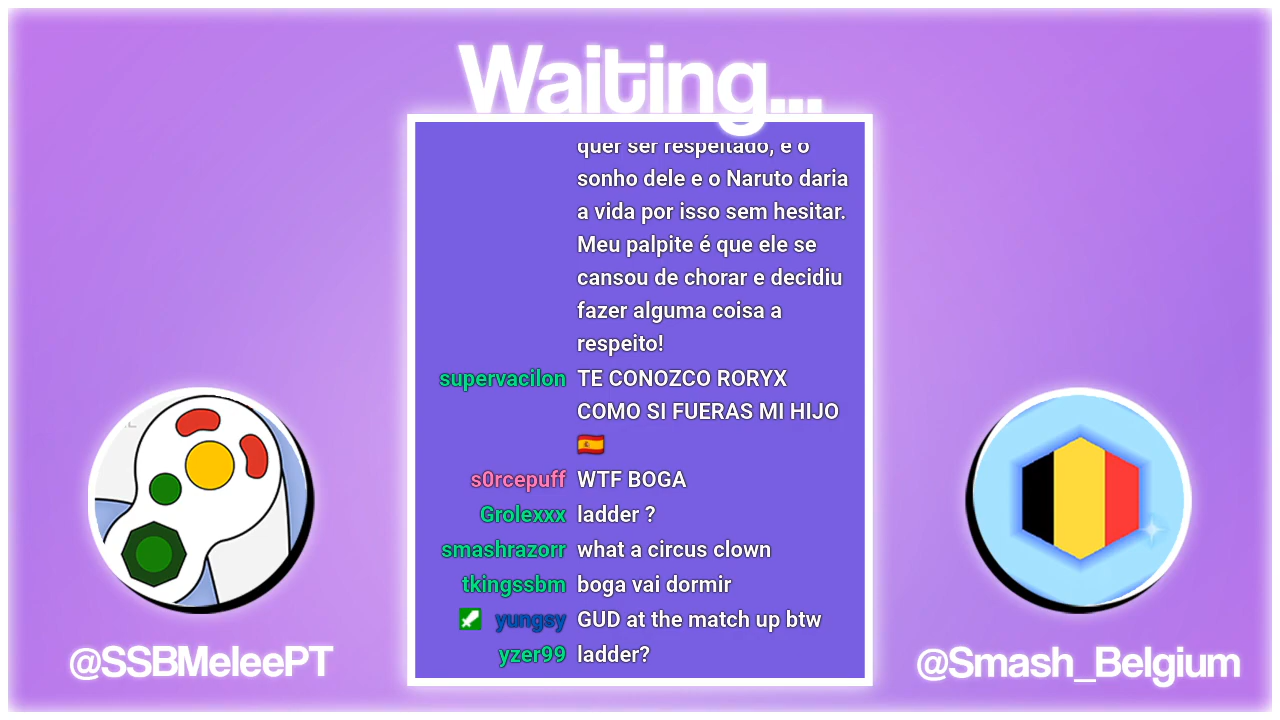 Waiting...
quer ser respeitado, é o
sonho dele e o Naruto daria
a vida por isso sem hesitar.
Meu palpite é que ele se
cansou de chorar e decidiu
fazer alguma coisa a
respeito!
supervacilon TE CONOZCO RORYX
COMO SI FUERAS MI HIJO
🇪🇸
s0rcepuff WTF BOGA
Grolexxx ladder ?
smashrazorr what a circus clown
tkingssbm boga vai dormir
yungsy GUD at the match up btw
yzer99 ladder?
@SSBMeleePT
@Smash_Belgium